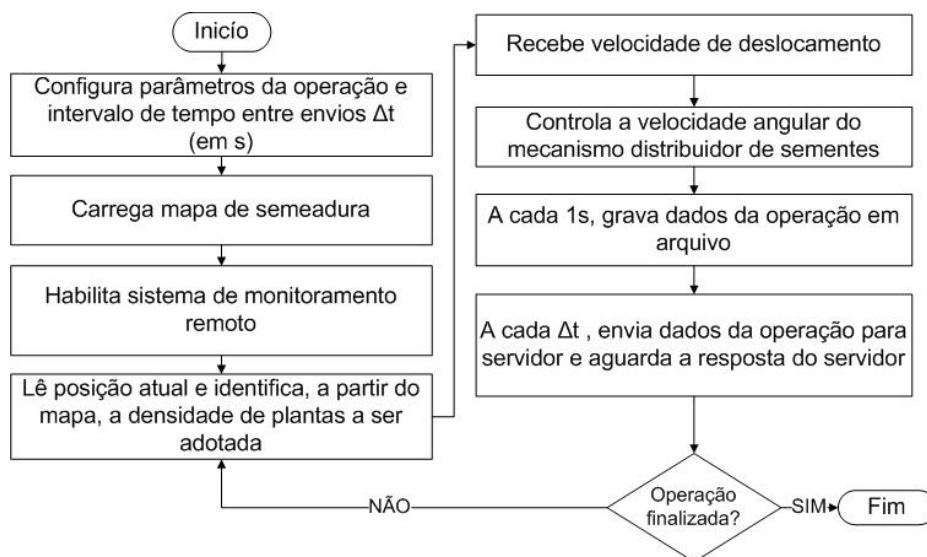 Inicío
Configura parâmetros da operação e
intervalo de tempo entre envios Δt
(em s)
Carrega mapa de semeadura
Habilita sistema de monitoramento
remoto
Lê posição atual e identifica, a partir do
mapa, a densidade de plantas a ser
adotada
Recebe velocidade de deslocamento
Controla a velocidade angular do
mecanismo distribuidor de sementes
A cada 1s, grava dados da operação em
arquivo
A cada Δt , envia dados da operação para
servidor e aguarda a resposta do servidor
Operação
finalizada?
NÃO
SIM
Fim